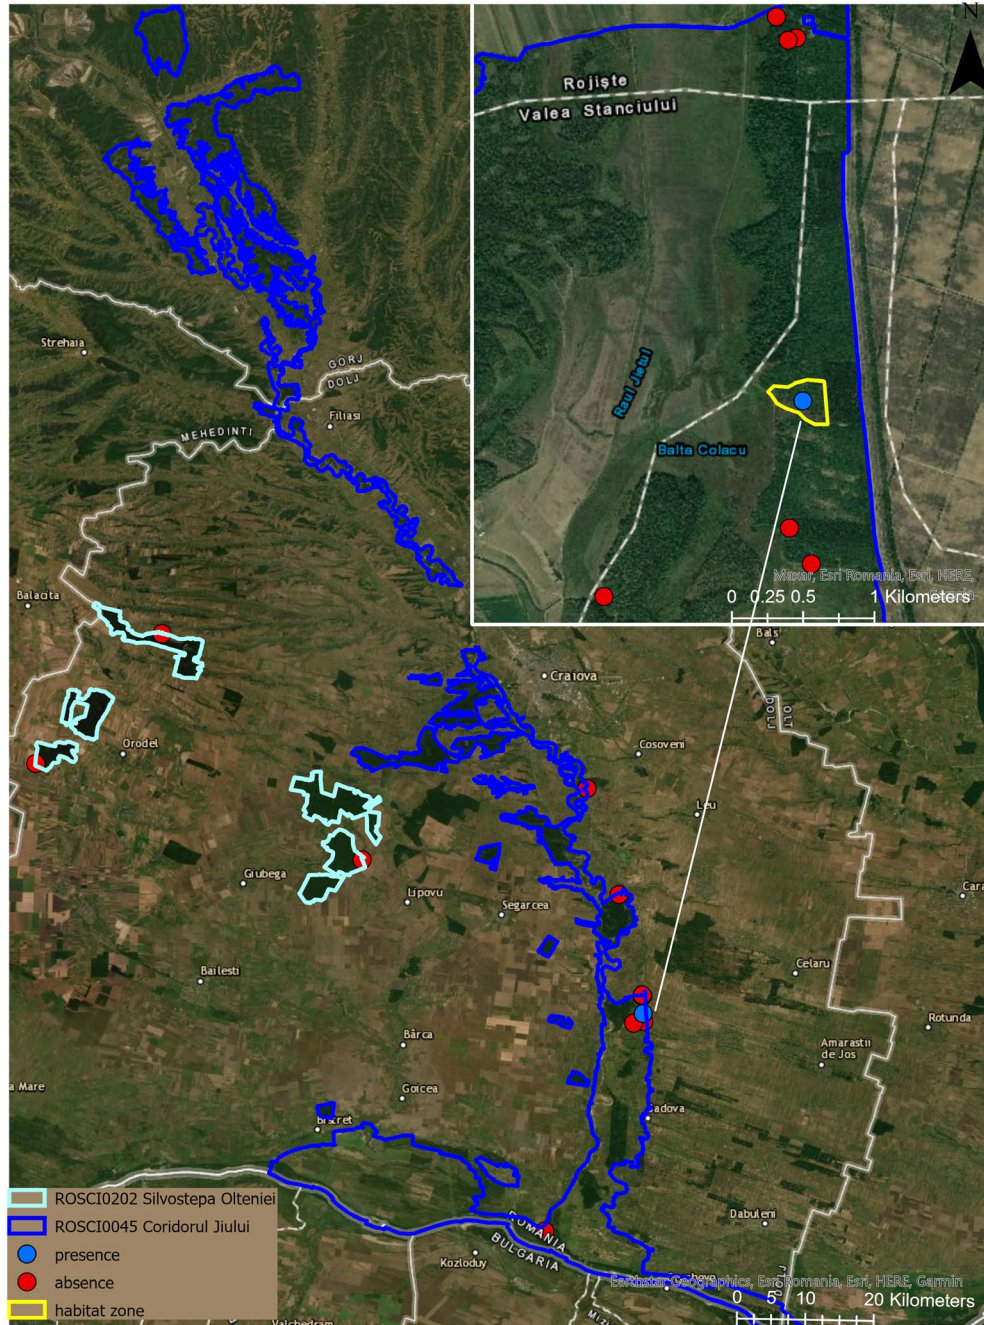 N
Rojiște
Valea Stanciului
Raul Jietul
Balta Colacu
Maxar, Esri Romania, Esri, HERE,
0 0.25 0.5 1 Kilometers
Strehaia
GORJ
DOLJ
Filiasi
MEHEDINTI
Balacita
Bals
Craiova
DOLJ
OLT
Orodel
Cosoveni
Leu
Giubega
Lipovu
Segarcea
Cara
Bailesti
Celaru
Rotunda
Bârca
Amarastii
de Jos
a Mare
Goicea
Sadova
Bistret
ROSCI0202 Silvostepa Olteniei
ROSCI0045 Coridorul Jiului
presence
absence
habitat zone
Dabuleni
ROMANIA
BULGARIA
Kozloduy
Earthstar Geographics, Esri Romania, Esri, HERE, Garmin
0 5 10 20 Kilometers
Valchedram
MIZI